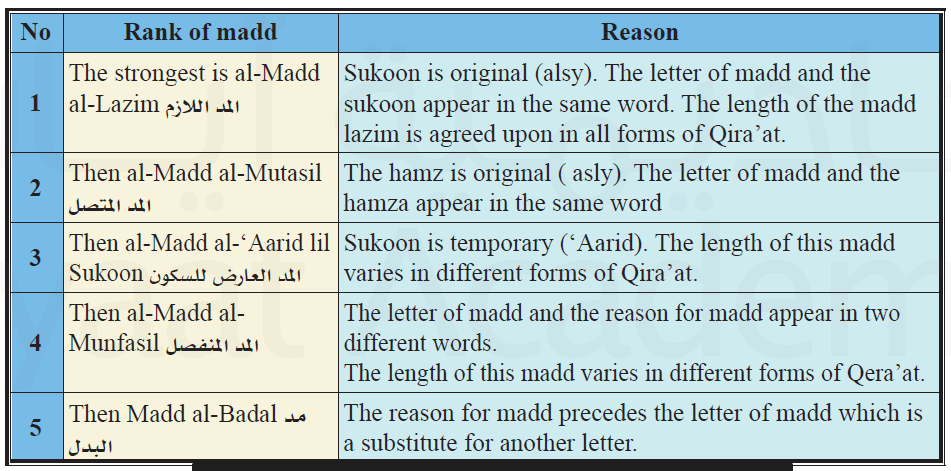 No Rank of madd Reason
1 The strongest is al-Madd al-Lazim المد اللازم Sukoon is original (alsy). The letter of madd and the sukoon appear in the same word. The length of the madd lazim is agreed upon in all forms of Qira’at.
2 Then al-Madd al-Mutasil المد المتصل The hamz is original ( asly). The letter of madd and the hamza appear in the same word
3 Then al-Madd al-‘Aarid lil Sukoon المد العارض للسكون Sukoon is temporary (‘Aarid). The length of this madd varies in different forms of Qira’at.
4 Then al-Madd al-Munfasil المد المنفصل The letter of madd and the reason for madd appear in two different words.
The length of this madd varies in different forms of Qera’at.
5 Then Madd al-Badal مد البدل The reason for madd precedes the letter of madd which is a substitute for another letter.